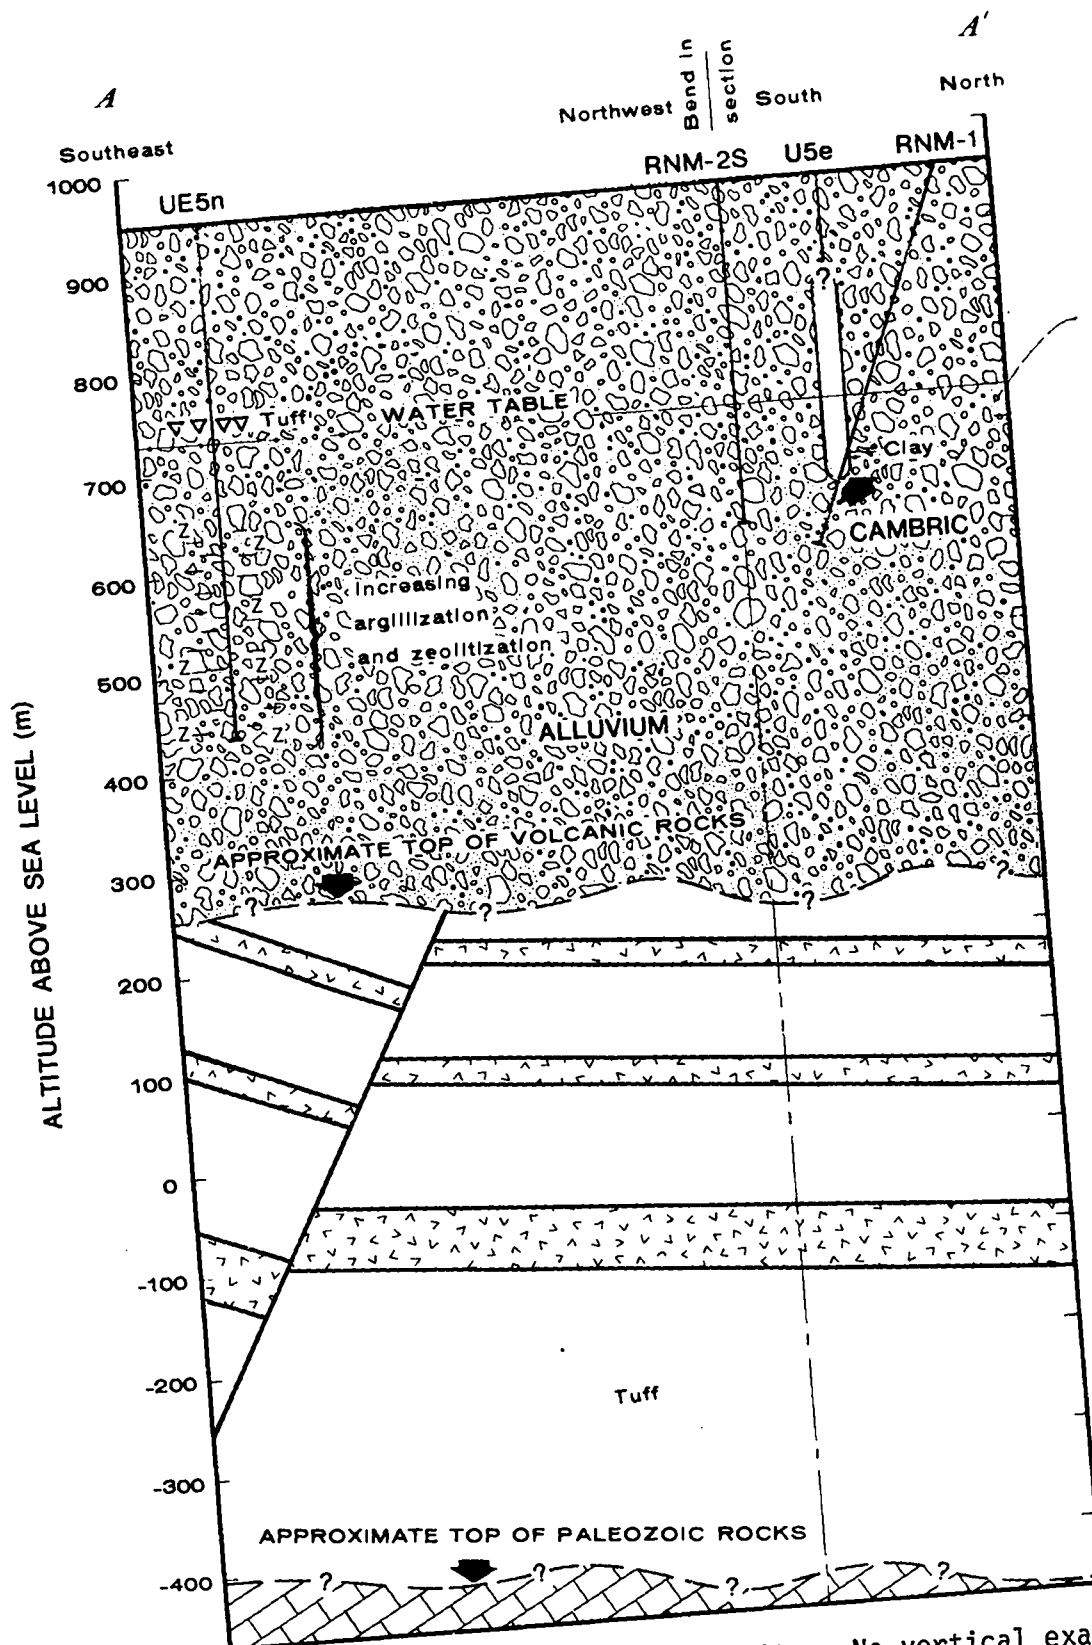 A
A'
Southeast
Northwest
Bend in section
South
North
UE5n
RNM-2S
U5e
RNM-1
1000
900
800
700
600
500
400
300
200
100
0
-100
-200
-300
-400
ALTITUDE ABOVE SEA LEVEL (m)
?
Tuff
WATER TABLE
Clay
CAMBRIC
Z Z
Z
Z Z
Z Z
Increasing
argillization
and zeolitization
ALLUVIUM
APPROXIMATE TOP OF VOLCANIC ROCKS
? ? ? ?
Tuff
APPROXIMATE TOP OF PALEOZOIC ROCKS
? ? ? ?
No vertical exa